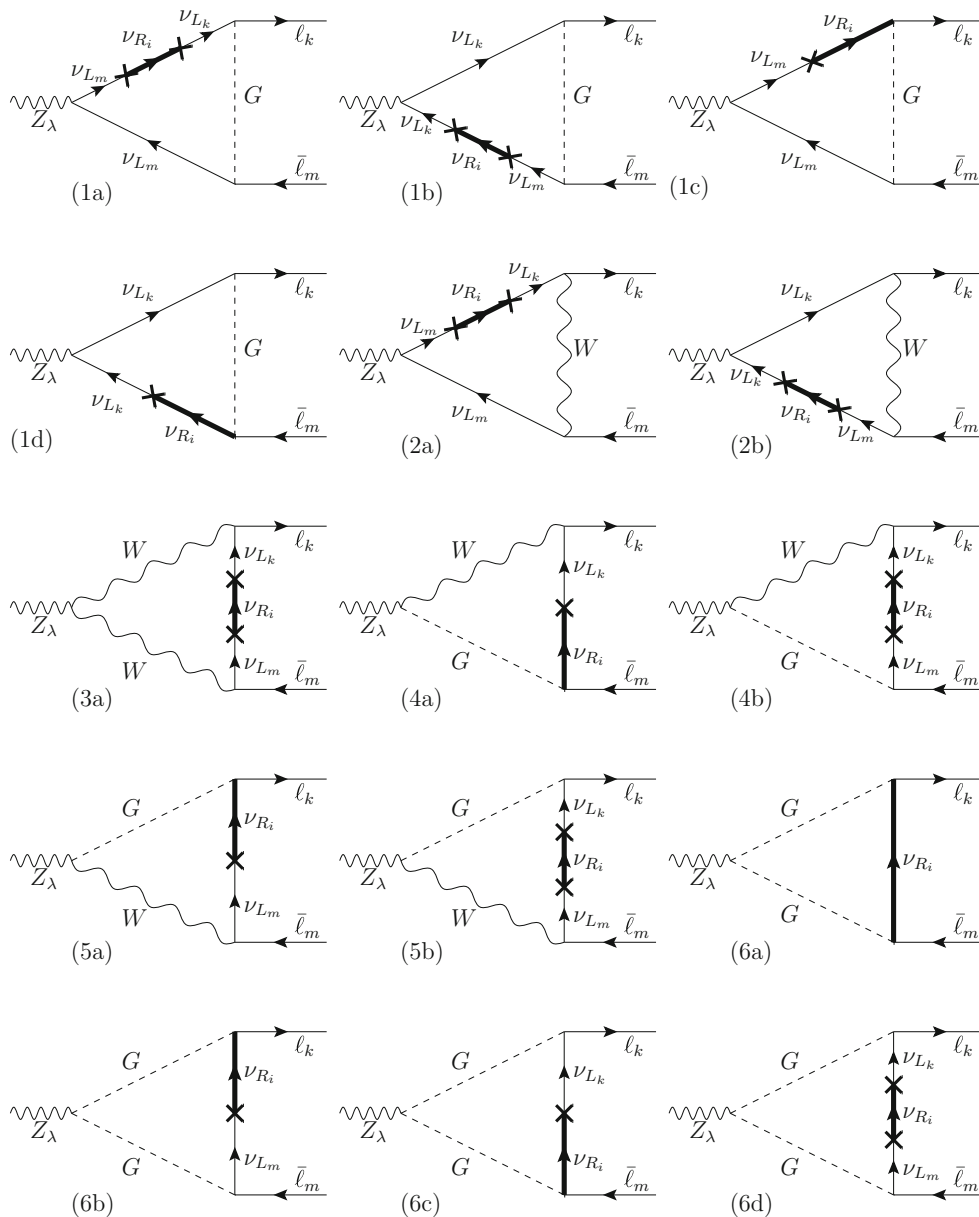 ν_{L_m} ν_{R_i} ν_{L_k} ℓ_k
Z_λ G
ν_{L_m} ℓ̄_m
(1a)
ν_{L_k} ℓ_k
Z_λ ν_{L_k} G
ν_{R_i} ν_{L_m} ℓ̄_m
(1b)
ν_{L_m} ν_{R_i} ℓ_k
Z_λ G
ν_{L_m} ℓ̄_m
(1c)
ν_{L_k} ℓ_k
Z_λ G
ν_{L_k} ν_{R_i} ℓ̄_m
(1d)
ν_{L_m} ν_{R_i} ν_{L_k} ℓ_k
Z_λ W
ν_{L_m} ℓ̄_m
(2a)
ν_{L_k} ℓ_k
Z_λ ν_{L_k} W
ν_{R_i} ν_{L_m} ℓ̄_m
(2b)
W ν_{L_k} ℓ_k
Z_λ ν_{R_i}
W ν_{L_m} ℓ̄_m
(3a)
W ν_{L_k} ℓ_k
Z_λ
G ν_{R_i} ℓ̄_m
(4a)
W ν_{L_k} ℓ_k
Z_λ ν_{R_i}
G ν_{L_m} ℓ̄_m
(4b)
G ν_{R_i} ℓ_k
Z_λ
W ν_{L_m} ℓ̄_m
(5a)
G ν_{L_k} ℓ_k
Z_λ ν_{R_i}
W ν_{L_m} ℓ̄_m
(5b)
G ℓ_k
Z_λ ν_{R_i}
G ℓ̄_m
(6a)
G ν_{R_i} ℓ_k
Z_λ
G ν_{L_m} ℓ̄_m
(6b)
G ν_{L_k} ℓ_k
Z_λ
G ν_{R_i} ℓ̄_m
(6c)
G ν_{L_k} ℓ_k
Z_λ ν_{R_i}
G ν_{L_m} ℓ̄_m
(6d)